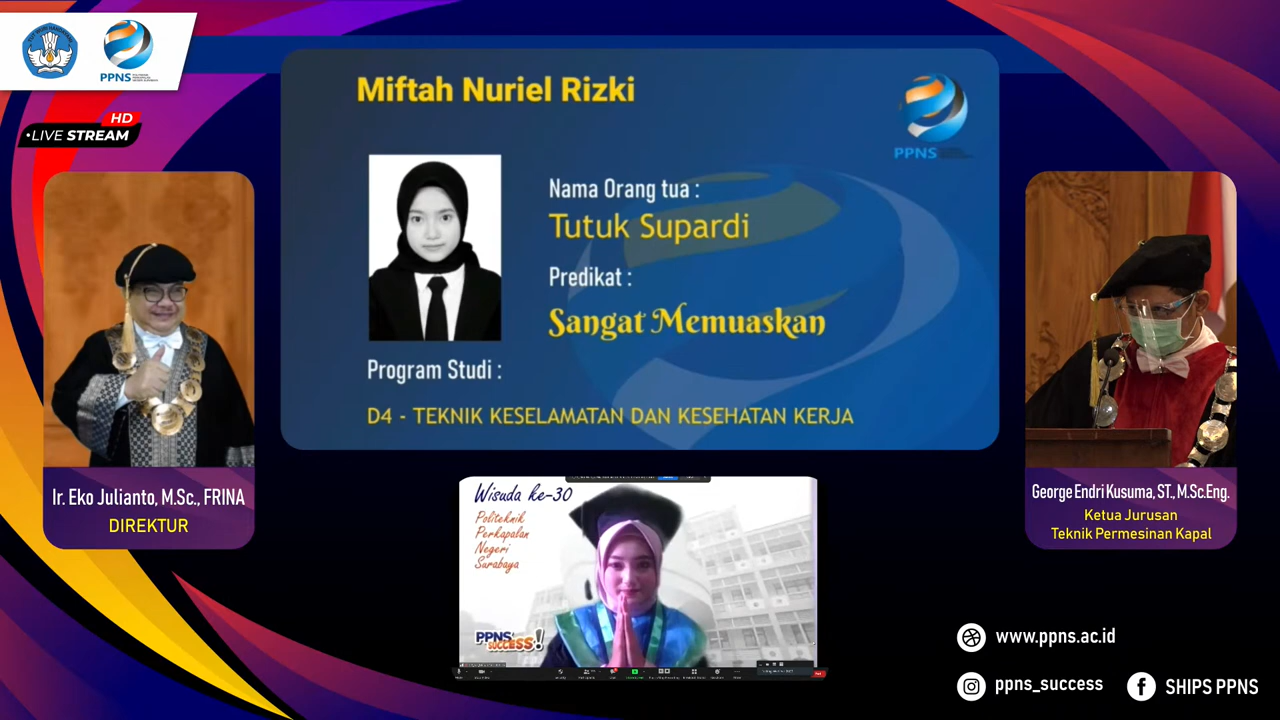 PPNS
HD
•LIVE STREAM
Miftah Nuriel Rizki
PPNS
Nama Orang tua :
Tutuk Supardi
Predikat :
Sangat Memuaskan
Program Studi :
D4 - TEKNIK KESELAMATAN DAN KESEHATAN KERJA
Ir. Eko Julianto, M.Sc., FRINA
DIREKTUR
George Endri Kusuma, ST., M.Sc.Eng.
Ketua Jurusan
Teknik Permesinan Kapal
Wisuda ke-30
Politeknik
Perkapalan
Negeri
Surabaya
PPNS
SUCCESS!
www.ppns.ac.id
ppns_success
SHIPS PPNS